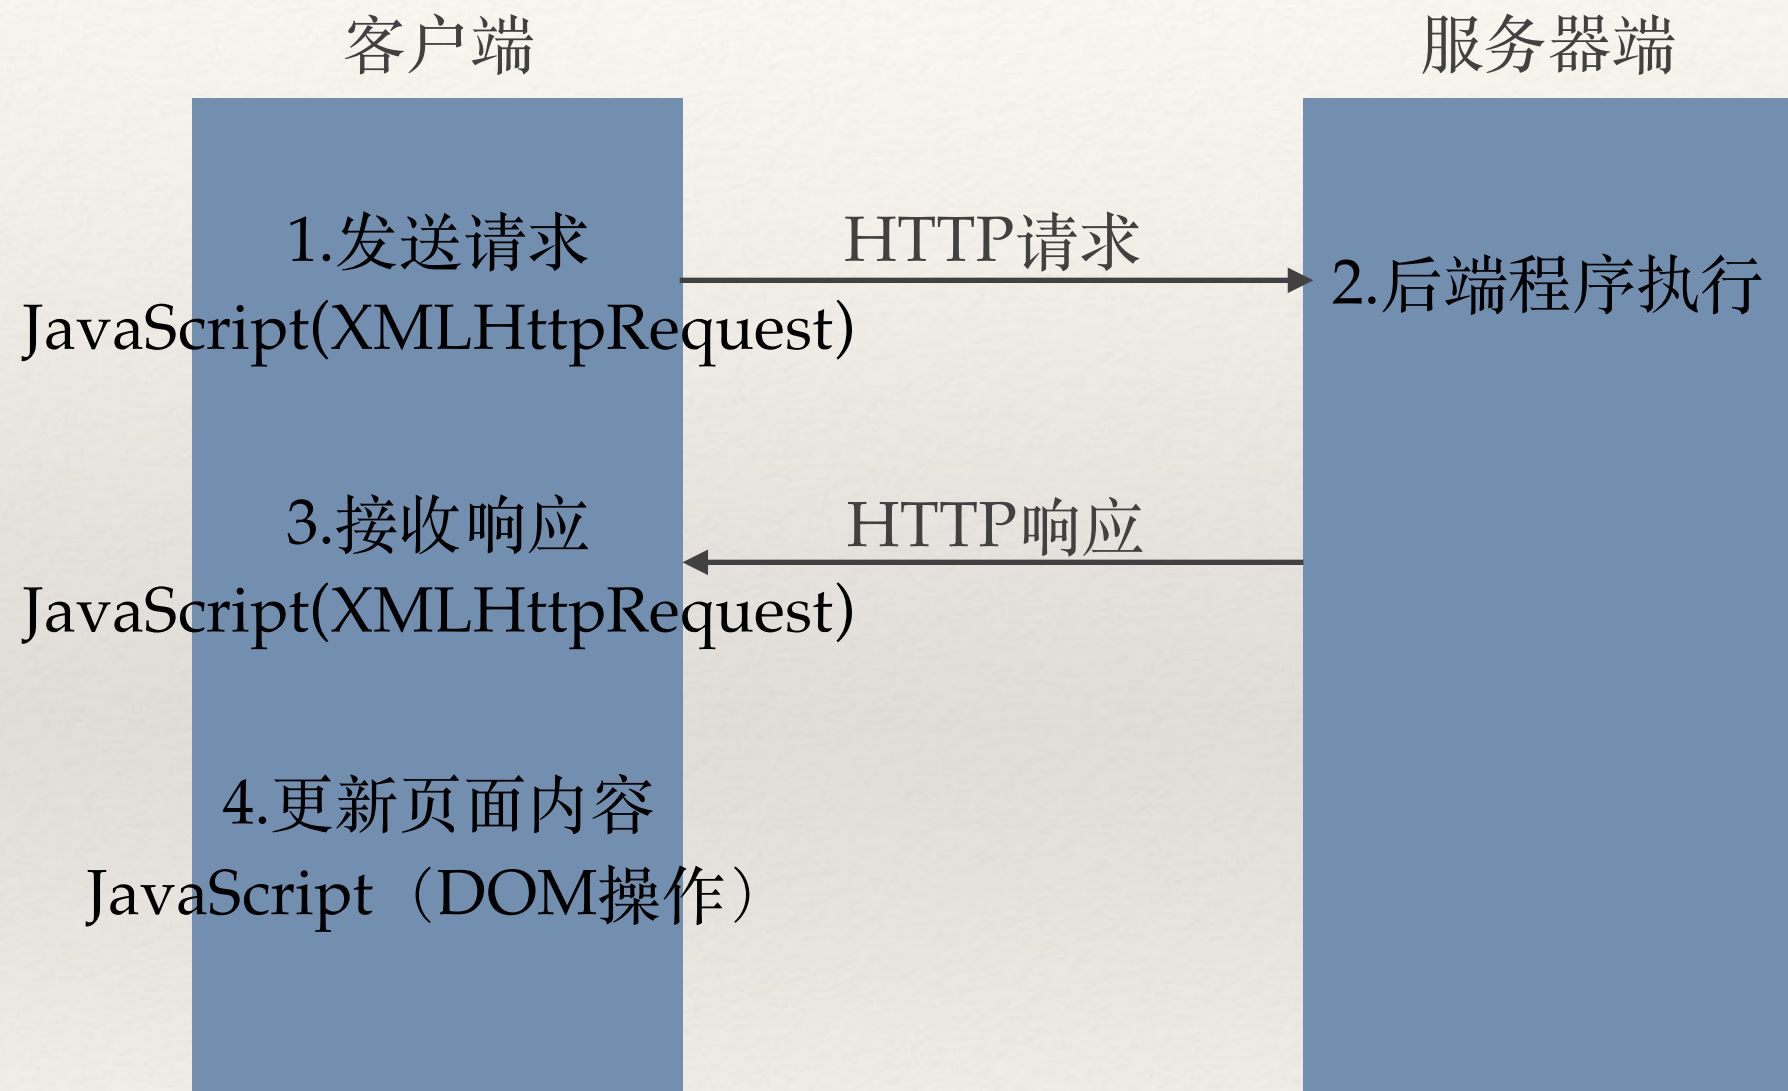 客户端
服务器端
1.发送请求
JavaScript(XMLHttpRequest)
HTTP请求
2.后端程序执行
3.接收响应
JavaScript(XMLHttpRequest)
HTTP响应
4.更新页面内容
JavaScript（DOM操作）